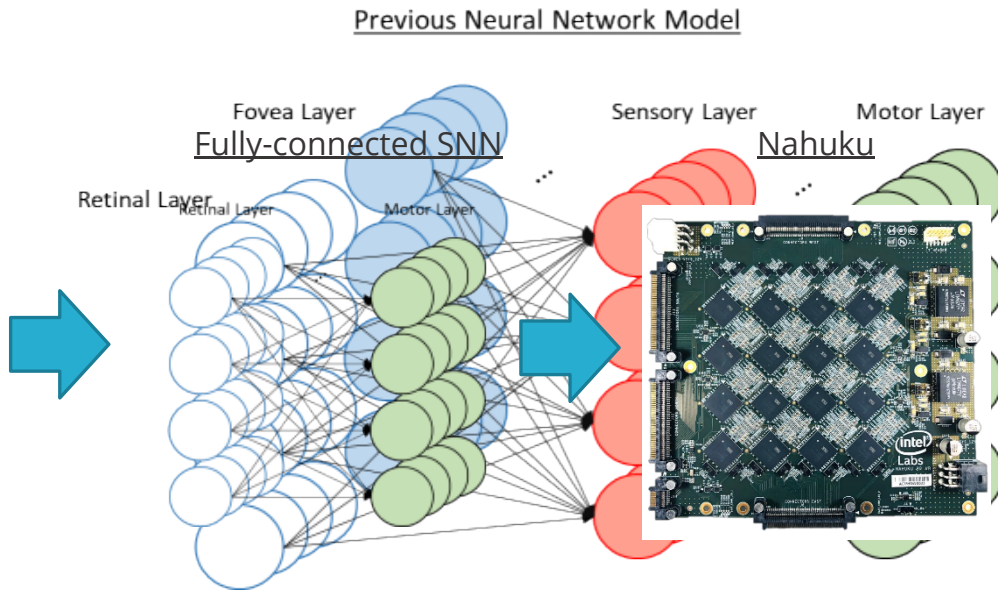 Previous Neural Network Model
Fovea Layer
Sensory Layer
Motor Layer
Fully-connected SNN
Nahuku
Retinal Layer
Retinal Layer
Motor Layer
...
...
...
intel
Labs